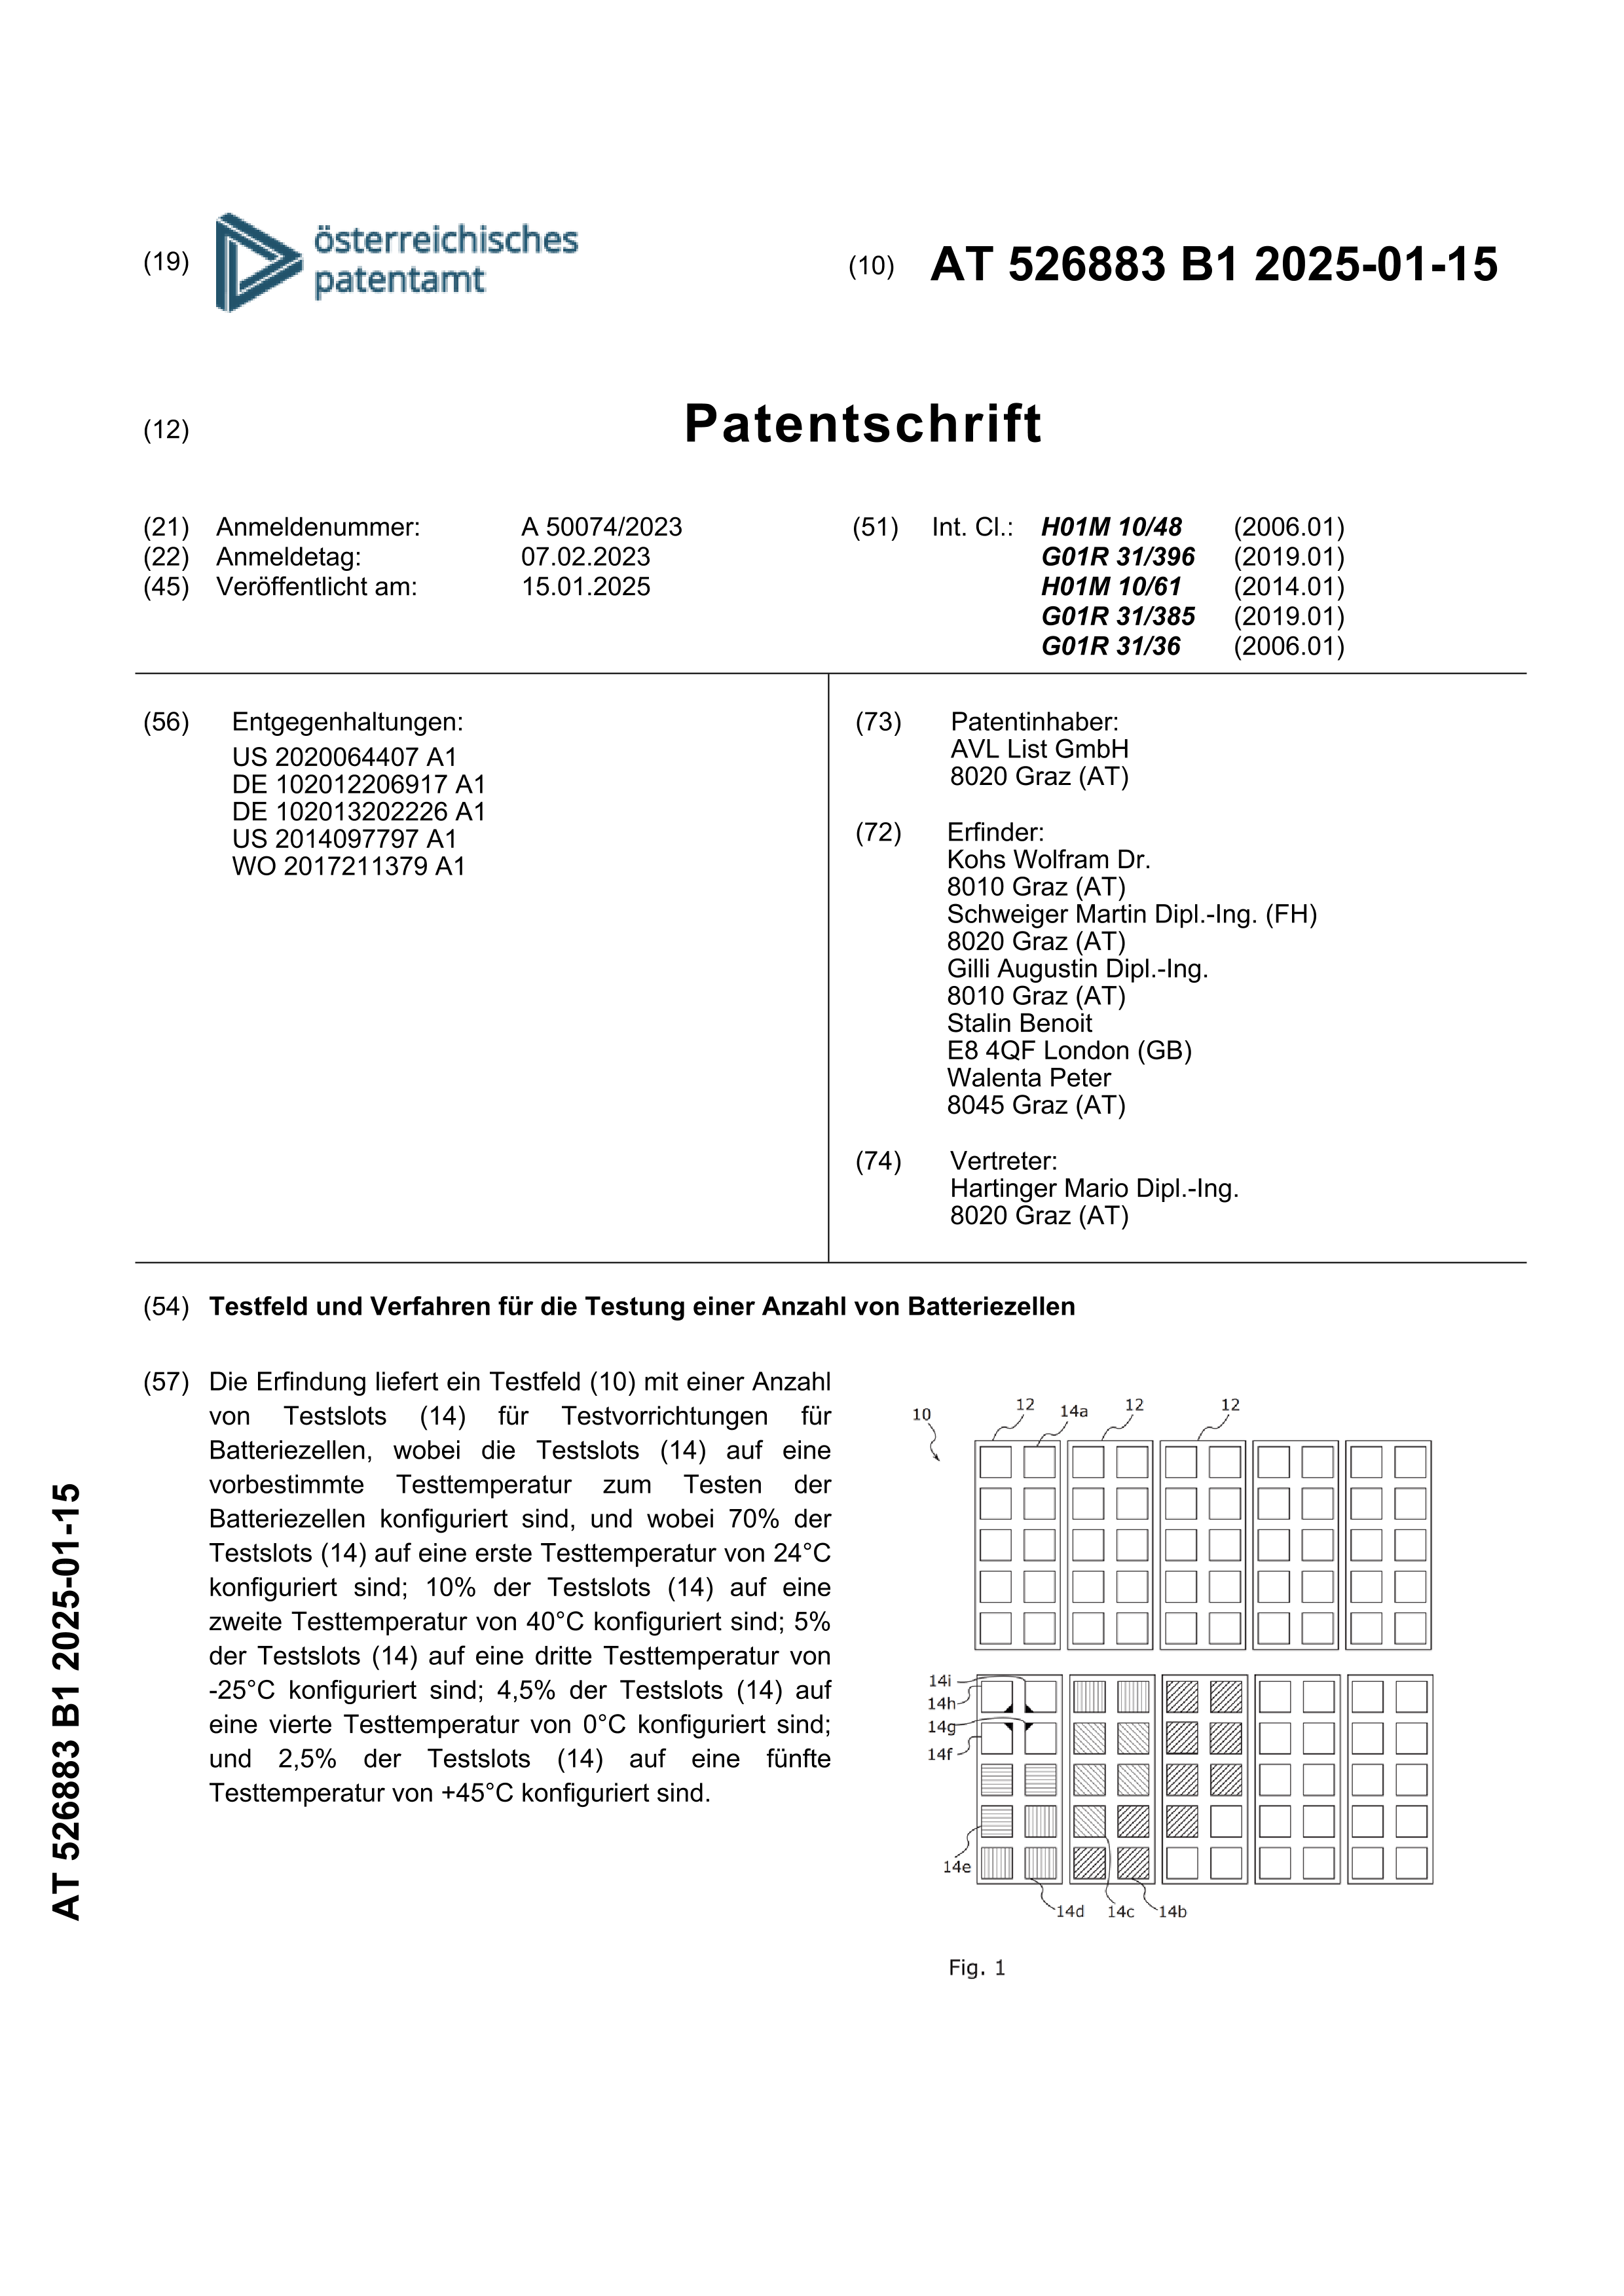 (19) österreichisches
patentamt
(10) AT 526883 B1 2025-01-15
(12) Patentschrift
(21) Anmeldenummer: A 50074/2023
(22) Anmeldetag: 07.02.2023
(45) Veröffentlicht am: 15.01.2025
(51) Int. Cl.: H01M 10/48 (2006.01)
G01R 31/396 (2019.01)
H01M 10/61 (2014.01)
G01R 31/385 (2019.01)
G01R 31/36 (2006.01)
(56) Entgegenhaltungen:
US 2020064407 A1
DE 102012206917 A1
DE 102013202226 A1
US 2014097797 A1
WO 2017211379 A1
(73) Patentinhaber:
AVL List GmbH
8020 Graz (AT)
(72) Erfinder:
Kohs Wolfram Dr.
8010 Graz (AT)
Schweiger Martin Dipl.-Ing. (FH)
8020 Graz (AT)
Gilli Augustin Dipl.-Ing.
8010 Graz (AT)
Stalin Benoit
E8 4QF London (GB)
Walenta Peter
8045 Graz (AT)
(74) Vertreter:
Hartinger Mario Dipl.-Ing.
8020 Graz (AT)
(54) Testfeld und Verfahren für die Testung einer Anzahl von Batteriezellen
(57) Die Erfindung liefert ein Testfeld (10) mit einer Anzahl
von Testslots (14) für Testvorrichtungen für
Batteriezellen, wobei die Testslots (14) auf eine
vorbestimmte Testtemperatur zum Testen der
Batteriezellen konfiguriert sind, und wobei 70% der
Testslots (14) auf eine erste Testtemperatur von 24°C
konfiguriert sind; 10% der Testslots (14) auf eine
zweite Testtemperatur von 40°C konfiguriert sind; 5%
der Testslots (14) auf eine dritte Testtemperatur von
-25°C konfiguriert sind; 4,5% der Testslots (14) auf
eine vierte Testtemperatur von 0°C konfiguriert sind;
und 2,5% der Testslots (14) auf eine fünfte
Testtemperatur von +45°C konfiguriert sind.
10
12
14a
12
12
14i
14h
14g
14f
14e
14d
14c
14b
Fig. 1
AT 526883 B1 2025-01-15